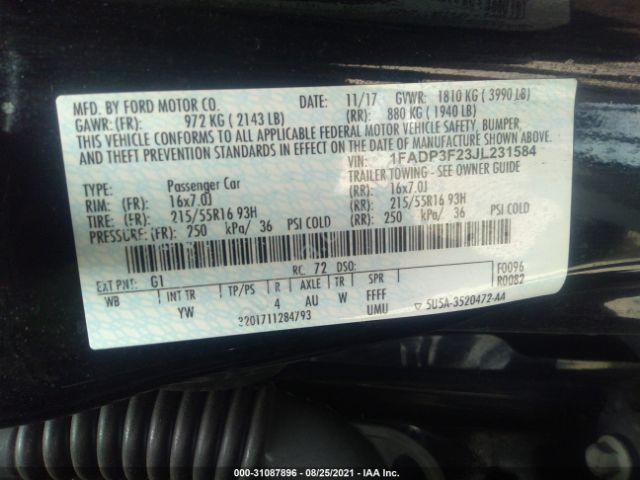 MFD. BY FORD MOTOR CO. DATE: 11/17 GVWR: 1810 KG ( 3990 LB)
GAWR: (FR): 972 KG ( 2143 LB) (RR): 880 KG ( 1940 LB)
THIS VEHICLE CONFORMS TO ALL APPLICABLE FEDERAL MOTOR VEHICLE SAFETY, BUMPER,
AND THEFT PREVENTION STANDARDS IN EFFECT ON THE DATE OF MANUFACTURE SHOWN ABOVE.
VIN: 1FADP3F23JL231584
TYPE: Passenger Car TRAILER TOWING - SEE OWNER GUIDE
RIM: (FR): 16x7.0J (RR): 16x7.0J
TIRE: (FR): 215/55R16 93H (RR): 215/55R16 93H
PRESSURE: (FR): 250 kPa/ 36 PSI COLD (RR): 250 kPa/ 36 PSI COLD
EXT PNT: G1 RC: 72 DSO: F0096
WB INT TR TP/PS R AXLE TR SPR R0082
YW 4 AU W FFFF
UMU
3201711284793 5U5A-3520472-AA
000-31087896 - 08/25/2021 - IAA Inc.